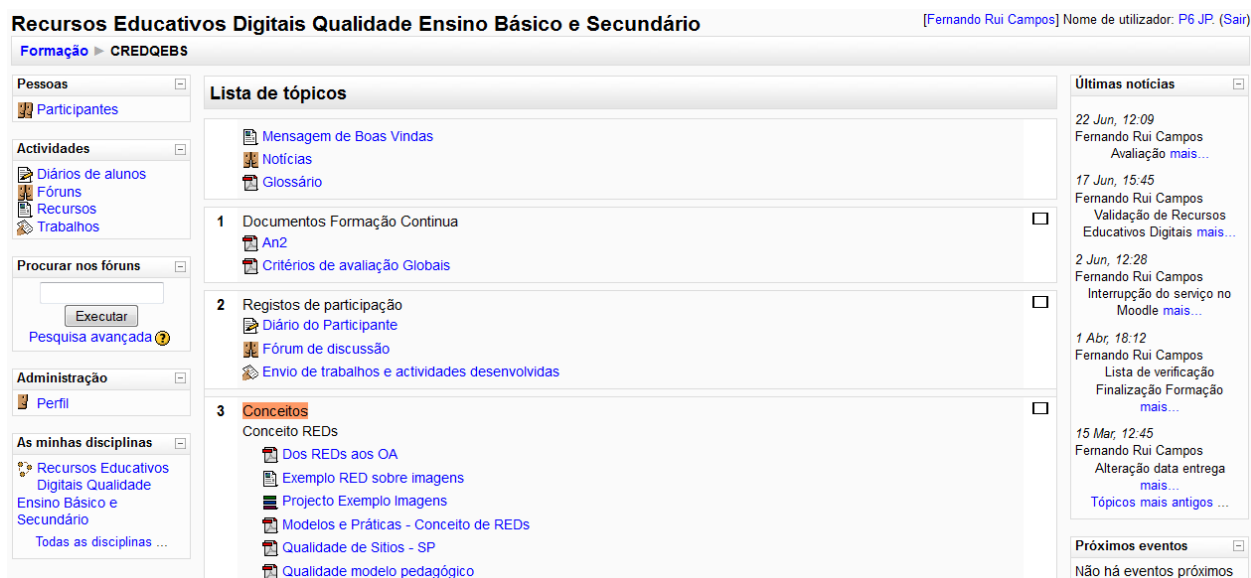 Recursos Educativos Digitais Qualidade Ensino Básico e Secundário
[Fernando Rui Campos] Nome de utilizador: P6 JP. (Sair)
Formação ► CREDQEBS
Pessoas
Participantes
Actividades
Diários de alunos
Fóruns
Recursos
Trabalhos
Procurar nos fóruns
Executar
Pesquisa avançada
Administração
Perfil
As minhas disciplinas
Recursos Educativos
Digitais Qualidade
Ensino Básico e
Secundário
Todas as disciplinas ...
Lista de tópicos
Mensagem de Boas Vindas
Notícias
Glossário
1 Documentos Formação Continua
An2
Critérios de avaliação Globais
2 Registos de participação
Diário do Participante
Fórum de discussão
Envio de trabalhos e actividades desenvolvidas
3 Conceitos
Conceito REDs
Dos REDs aos OA
Exemplo RED sobre imagens
Projecto Exemplo Imagens
Modelos e Práticas - Conceito de REDs
Qualidade de Sitios - SP
Qualidade modelo pedagógico
Últimas notícias
22 Jun, 12:09
Fernando Rui Campos
Avaliação mais...
17 Jun, 15:45
Fernando Rui Campos
Validação de Recursos
Educativos Digitais mais...
2 Jun, 12:28
Fernando Rui Campos
Interrupção do serviço no
Moodle mais...
1 Abr, 18:12
Fernando Rui Campos
Lista de verificação
Finalização Formação
mais...
15 Mar, 12:45
Fernando Rui Campos
Alteração data entrega
mais...
Tópicos mais antigos ...
Próximos eventos
Não há eventos próximos